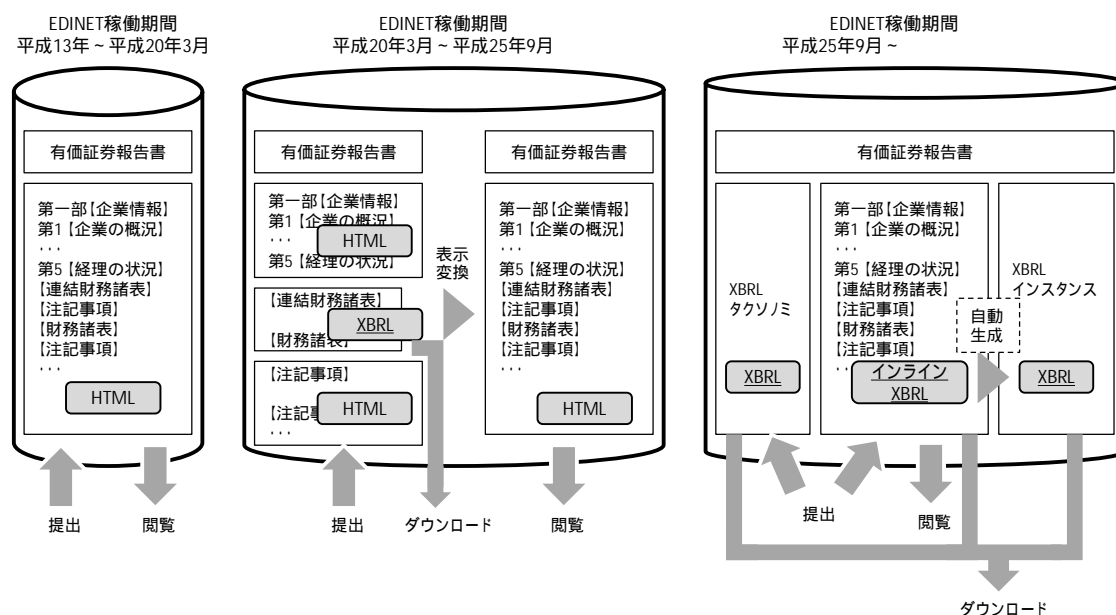 EDINET稼働期間
平成13年~平成20年3月
有価証券報告書
第一部【企業情報】
第1【企業の概況】
・・・
第5【経理の状況】
【連結財務諸表】
【注記事項】
【財務諸表】
【注記事項】
・・・
HTML
提出
閲覧
EDINET稼働期間
平成20年3月~平成25年9月
有価証券報告書
第一部【企業情報】
第1【企業の概況】
・・・
HTML
第5【経理の状況】
【連結財務諸表】
XBRL
【財務諸表】
【注記事項】
HTML
【注記事
・・・
表示
変換
有価証券報告書
第一部【企業情報】
第1【企業の概況】
・・・
第5【経理の状況】
【連結財務諸表】
【注記事項】
【財務諸表】
【注記事項】
・・・
HTML
提出
ダウンロード
閲覧
EDINET稼働期間
平成25年9月~
有価証券報告書
XBRL
タクソノミ
XBRL
第一部【企業情報】
第1【企業の概況】
・・・
第5【経理の状況】
【連結財務諸表】
【注記事項】
【財務諸表】
【注記事項】
・・・
インライン
XBRL
自動
生成
XBRL
インスタンス
XBRL
提出
閲覧
ダウンロード